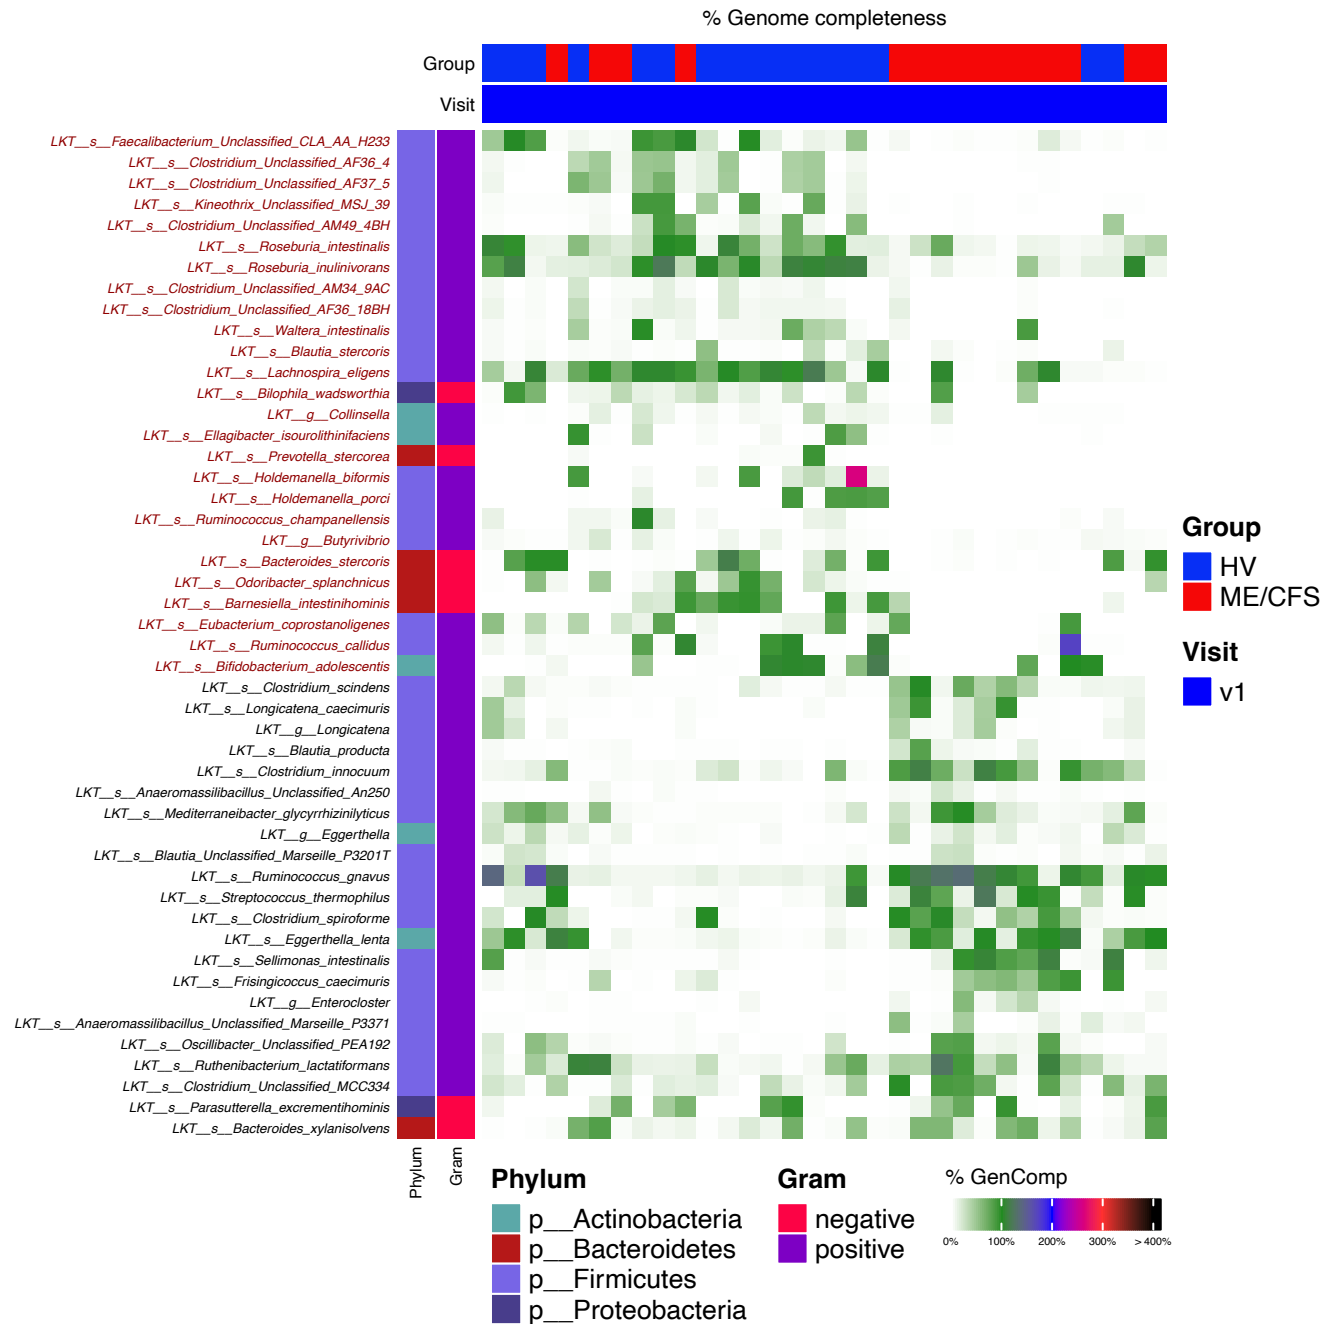 % Genome completeness
Group
Visit
LKT__s__Faecalibacterium_Unclassified_CLA_AA_H233
LKT__s__Clostridium_Unclassified_AF36_4
LKT__s__Clostridium_Unclassified_AF37_5
LKT__s__Kineothrix_Unclassified_MSJ_39
LKT__s__Clostridium_Unclassified_AM49_4BH
LKT__s__Roseburia_intestinalis
LKT__s__Roseburia_inulinivorans
LKT__s__Clostridium_Unclassified_AM34_9AC
LKT__s__Clostridium_Unclassified_AF36_18BH
LKT__s__Waltera_intestinalis
LKT__s__Blautia_stercoris
LKT__s__Lachnospira_eligens
LKT__s__Bilophila_wadsworthia
LKT__g__Collinsella
LKT__s__Ellagibacter_isourolithinifaciens
LKT__s__Prevotella_stercorea
LKT__s__Holdemanella_biformis
LKT__s__Holdemanella_porci
LKT__s__Ruminococcus_champanellensis
LKT__g__Butyrivibrio
LKT__s__Bacteroides_stercoris
LKT__s__Odoribacter_splanchnicus
LKT__s__Barnesiella_intestinihominis
LKT__s__Eubacterium_coprostanoligenes
LKT__s__Ruminococcus_callidus
LKT__s__Bifidobacterium_adolescentis
LKT__s__Clostridium_scindens
LKT__s__Longicatena_caecimuris
LKT__g__Longicatena
LKT__s__Blautia_producta
LKT__s__Clostridium_innocuum
LKT__s__Anaeromassilibacillus_Unclassified_An250
LKT__s__Mediterraneibacter_glycyrrhizinilyticus
LKT__g__Eggerthella
LKT__s__Blautia_Unclassified_Marseille_P3201T
LKT__s__Ruminococcus_gnavus
LKT__s__Streptococcus_thermophilus
LKT__s__Clostridium_spiroforme
LKT__s__Eggerthella_lenta
LKT__s__Sellimonas_intestinalis
LKT__s__Frisingicoccus_caecimuris
LKT__g__Enterocloster
LKT__s__Anaeromassilibacillus_Unclassified_Marseille_P3371
LKT__s__Oscillibacter_Unclassified_PEA192
LKT__s__Ruthenibacterium_lactatiformans
LKT__s__Clostridium_Unclassified_MCC334
LKT__s__Parasutterella_excrementihominis
LKT__s__Bacteroides_xylanisolvens
Phylum
Gram
Group
HV
ME/CFS
Visit
v1
Phylum
p__Actinobacteria
p__Bacteroidetes
p__Firmicutes
p__Proteobacteria
Gram
negative
positive
% GenComp
0% 100% 200% 300% > 400%